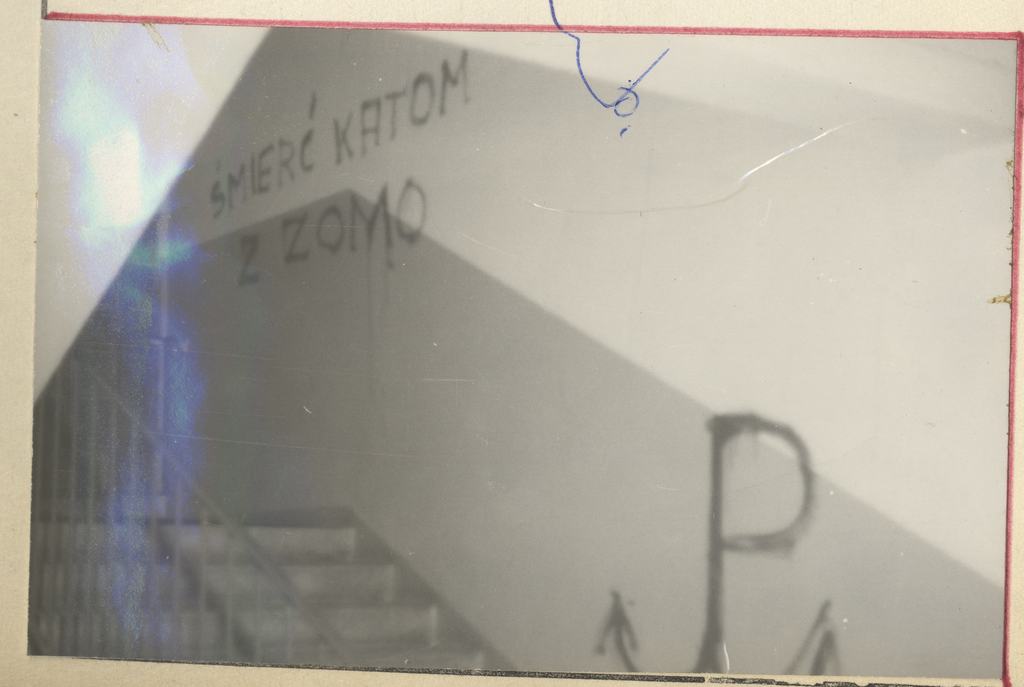 ŚMIERĆ KATOM
Z ZOMO
P